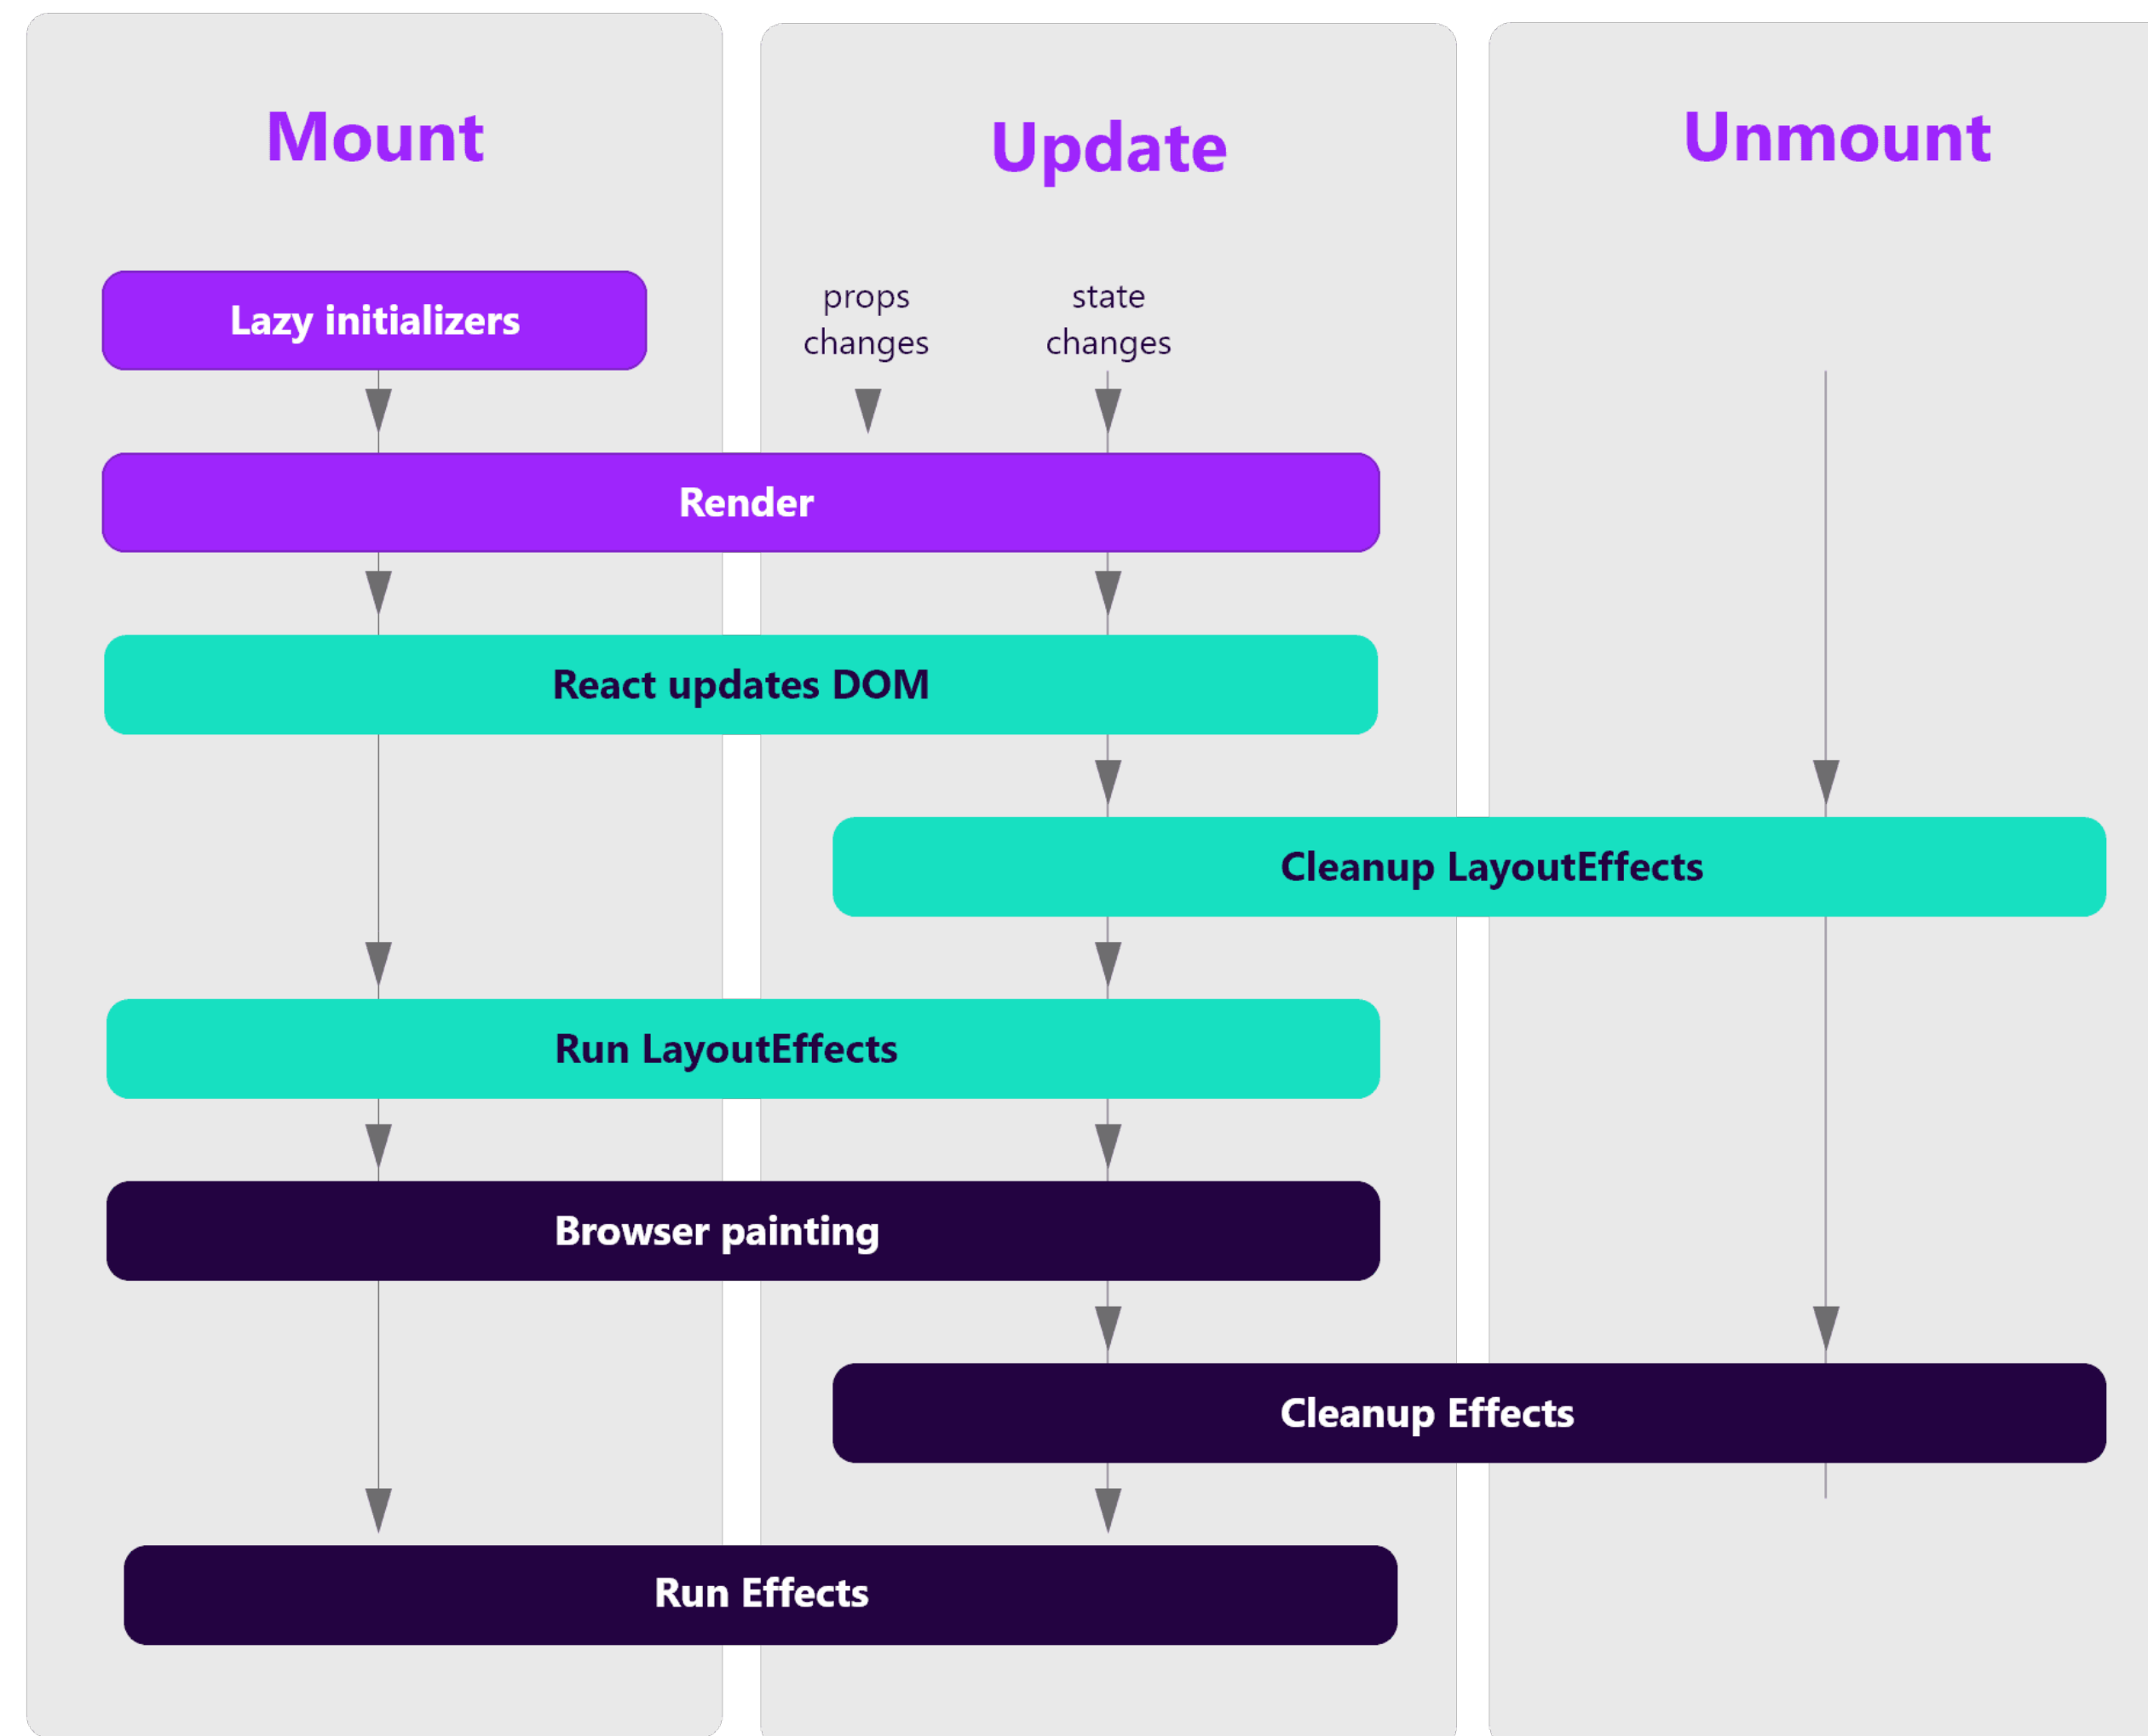 Mount
Update
Unmount
Lazy initializers
props
changes
state
changes
Render
React updates DOM
Cleanup LayoutEffects
Run LayoutEffects
Browser painting
Cleanup Effects
Run Effects